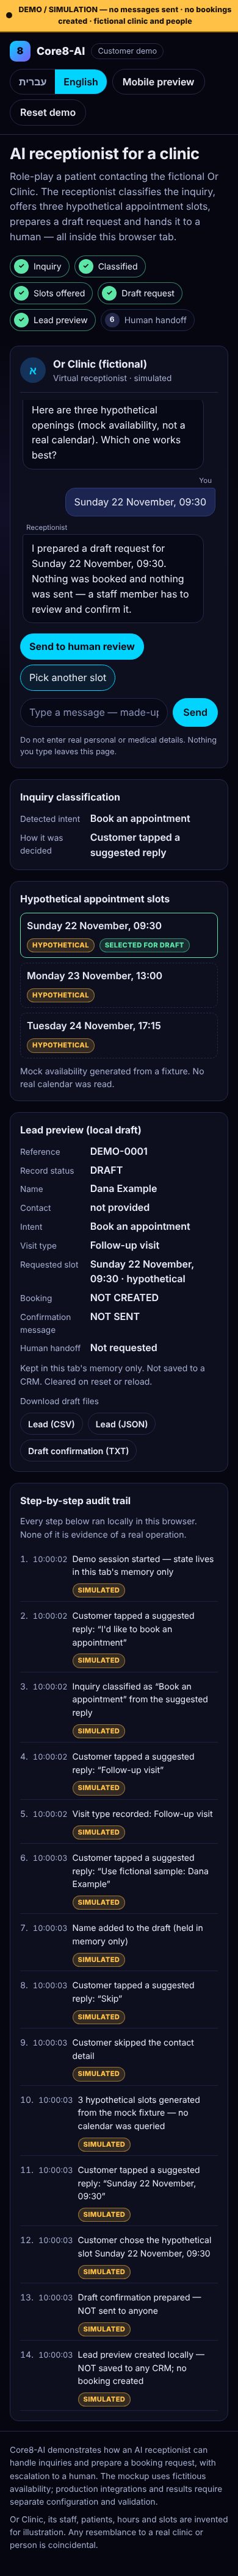 DEMO / SIMULATION — no messages sent · no bookings
created · fictional clinic and people
8
Core8-AI
Customer demo
עברית
English
Mobile preview
Reset demo
AI receptionist for a clinic
Role-play a patient contacting the fictional Or
Clinic. The receptionist classifies the inquiry,
offers three hypothetical appointment slots,
prepares a draft request and hands it to a
human — all inside this browser tab.
✓ Inquiry
✓ Classified
✓ Slots offered
✓ Draft request
✓ Lead preview
6 Human handoff
א
Or Clinic (fictional)
Virtual receptionist · simulated
Here are three hypothetical
openings (mock availability, not a
real calendar). Which one works
best?
You
Sunday 22 November, 09:30
Receptionist
I prepared a draft request for
Sunday 22 November, 09:30.
Nothing was booked and nothing
was sent — a staff member has to
review and confirm it.
Send to human review
Pick another slot
Type a message — made-up
Send
Do not enter real personal or medical details. Nothing
you type leaves this page.
Inquiry classification
Detected intent
Book an appointment
How it was
decided
Customer tapped a
suggested reply
Hypothetical appointment slots
Sunday 22 November, 09:30
HYPOTHETICAL
SELECTED FOR DRAFT
Monday 23 November, 13:00
HYPOTHETICAL
Tuesday 24 November, 17:15
HYPOTHETICAL
Mock availability generated from a fixture. No
real calendar was read.
Lead preview (local draft)
Reference
DEMO-0001
Record status
DRAFT
Name
Dana Example
Contact
not provided
Intent
Book an appointment
Visit type
Follow-up visit
Requested slot
Sunday 22 November,
09:30 · hypothetical
Booking
NOT CREATED
Confirmation
message
NOT SENT
Human handoff
Not requested
Kept in this tab's memory only. Not saved to a
CRM. Cleared on reset or reload.
Download draft files
Lead (CSV)
Lead (JSON)
Draft confirmation (TXT)
Step-by-step audit trail
Every step below ran locally in this browser.
None of it is evidence of a real operation.
1. 10:00:02 Demo session started — state lives
in this tab's memory only
SIMULATED
2. 10:00:02 Customer tapped a suggested
reply: “I'd like to book an
appointment”
SIMULATED
3. 10:00:02 Inquiry classified as “Book an
appointment” from the suggested
reply
SIMULATED
4. 10:00:02 Customer tapped a suggested
reply: “Follow-up visit”
SIMULATED
5. 10:00:02 Visit type recorded: Follow-up visit
SIMULATED
6. 10:00:03 Customer tapped a suggested
reply: “Use fictional sample: Dana
Example”
SIMULATED
7. 10:00:03 Name added to the draft (held in
memory only)
SIMULATED
8. 10:00:03 Customer tapped a suggested
reply: “Skip”
SIMULATED
9. 10:00:03 Customer skipped the contact
detail
SIMULATED
10. 10:00:03 3 hypothetical slots generated
from the mock fixture — no
calendar was queried
SIMULATED
11. 10:00:03 Customer tapped a suggested
reply: “Sunday 22 November,
09:30”
SIMULATED
12. 10:00:03 Customer chose the hypothetical
slot Sunday 22 November, 09:30
SIMULATED
13. 10:00:03 Draft confirmation prepared —
NOT sent to anyone
SIMULATED
14. 10:00:03 Lead preview created locally —
NOT saved to any CRM; no
booking created
SIMULATED
Core8-AI demonstrates how an AI receptionist can
handle inquiries and prepare a booking request, with
escalation to a human. The mockup uses fictitious
availability; production integrations and results require
separate configuration and validation.
Or Clinic, its staff, patients, hours and slots are invented
for illustration. Any resemblance to a real clinic or
person is coincidental.